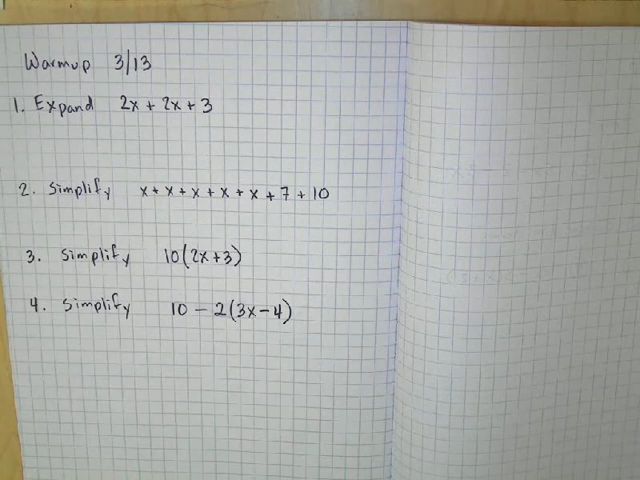 Warmup 3/13
1. Expand 2x + 2x + 3
2. Simplify x + x + x + x + x + 7 + 10
3. Simplify 10(2x+3)
4. Simplify 10 - 2(3x-4)